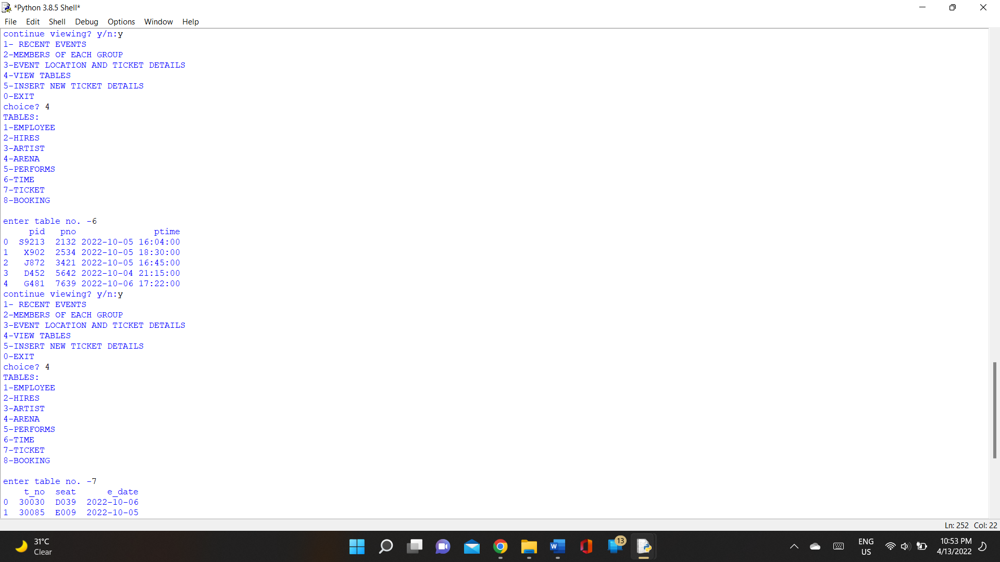 *Python 3.8.5 Shell*
File Edit Shell Debug Options Window Help
continue viewing? y/n:y
1- RECENT EVENTS
2-MEMBERS OF EACH GROUP
3-EVENT LOCATION AND TICKET DETAILS
4-VIEW TABLES
5-INSERT NEW TICKET DETAILS
0-EXIT
choice? 4
TABLES:
1-EMPLOYEE
2-HIRES
3-ARTIST
4-ARENA
5-PERFORMS
6-TIME
7-TICKET
8-BOOKING
enter table no. -6
pid pno ptime
0 S9213 2132 2022-10-05 16:04:00
1 X902 2534 2022-10-05 18:30:00
2 J872 3421 2022-10-05 16:45:00
3 D452 5642 2022-10-04 21:15:00
4 G481 7639 2022-10-06 17:22:00
continue viewing? y/n:y
1- RECENT EVENTS
2-MEMBERS OF EACH GROUP
3-EVENT LOCATION AND TICKET DETAILS
4-VIEW TABLES
5-INSERT NEW TICKET DETAILS
0-EXIT
choice? 4
TABLES:
1-EMPLOYEE
2-HIRES
3-ARTIST
4-ARENA
5-PERFORMS
6-TIME
7-TICKET
8-BOOKING
enter table no. -7
t_no seat e_date
0 30030 D039 2022-10-06
1 30085 E009 2022-10-05
Ln: 252 Col: 22
31°C
Clear
W
13
ENG
US
10:53 PM
4/13/2022